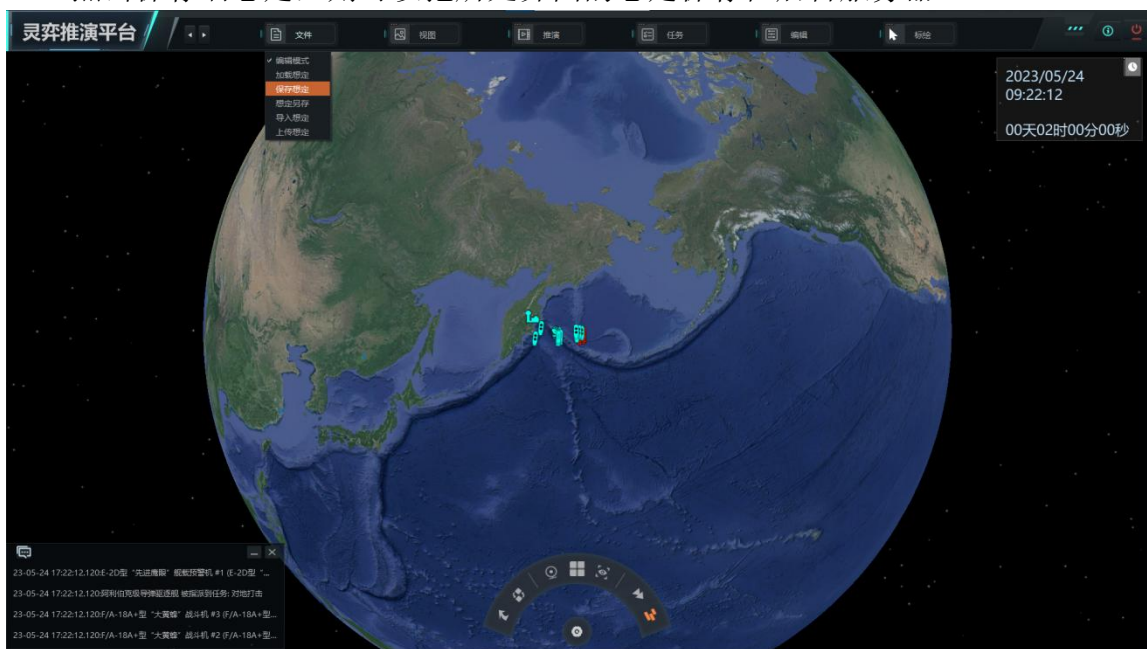 灵弈推演平台
文件
视图
推演
任务
编辑
标绘
✓ 编辑模式
加载想定
保存想定
想定另存
导入想定
上传想定
2023/05/24
09:22:12
00天02时00分00秒
23-05-24 17:22:12.120:E-2D型 “先进鹰眼” 舰载预警机 #1 (E-2D型 “...
23-05-24 17:22:12.120:阿利伯克级导弹驱逐舰 被指派到任务: 对地打击
23-05-24 17:22:12.120:F/A-18A+型 “大黄蜂” 战斗机 #3 (F/A-18A+型...
23-05-24 17:22:12.120:F/A-18A+型 “大黄蜂” 战斗机 #2 (F/A-18A+型...